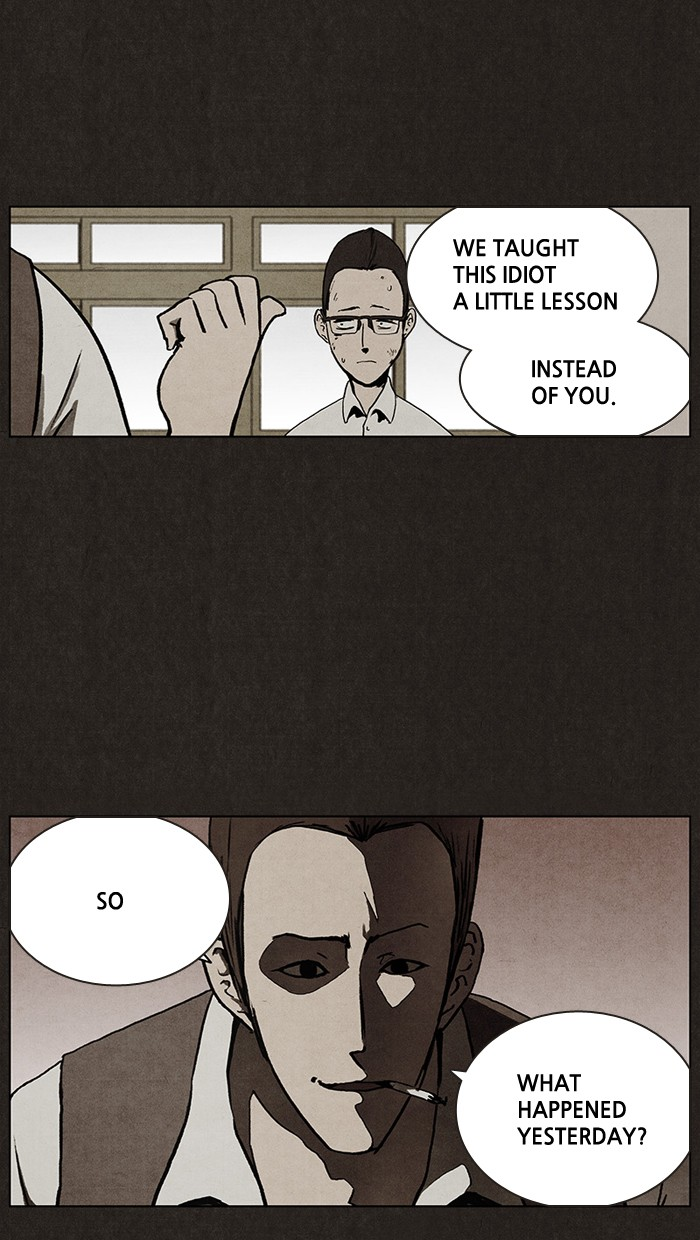 WE TAUGHT
THIS IDIOT
A LITTLE LESSON
INSTEAD
OF YOU.
SO
WHAT
HAPPENED
YESTERDAY?